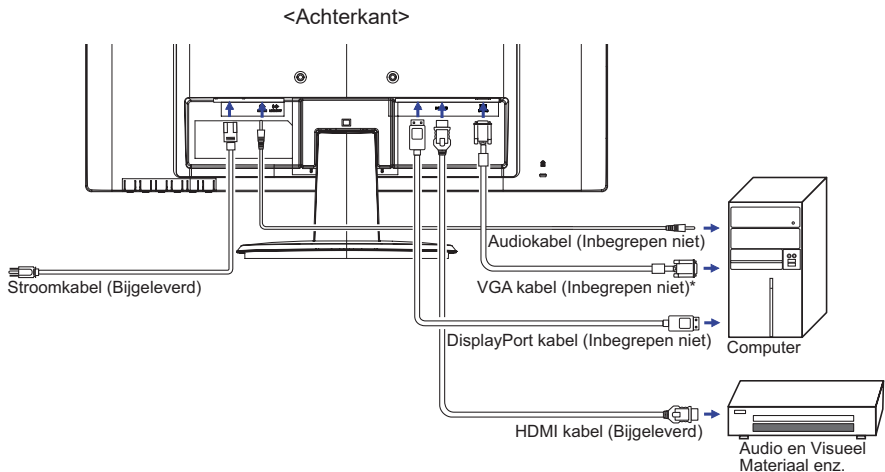 <Achterkant>
Audiokabel (Inbegrepen niet)
Stroomkabel (Bijgeleverd)
VGA kabel (Inbegrepen niet)*
DisplayPort kabel (Inbegrepen niet)
Computer
HDMI kabel (Bijgeleverd)
Audio en Visueel
Materiaal enz.